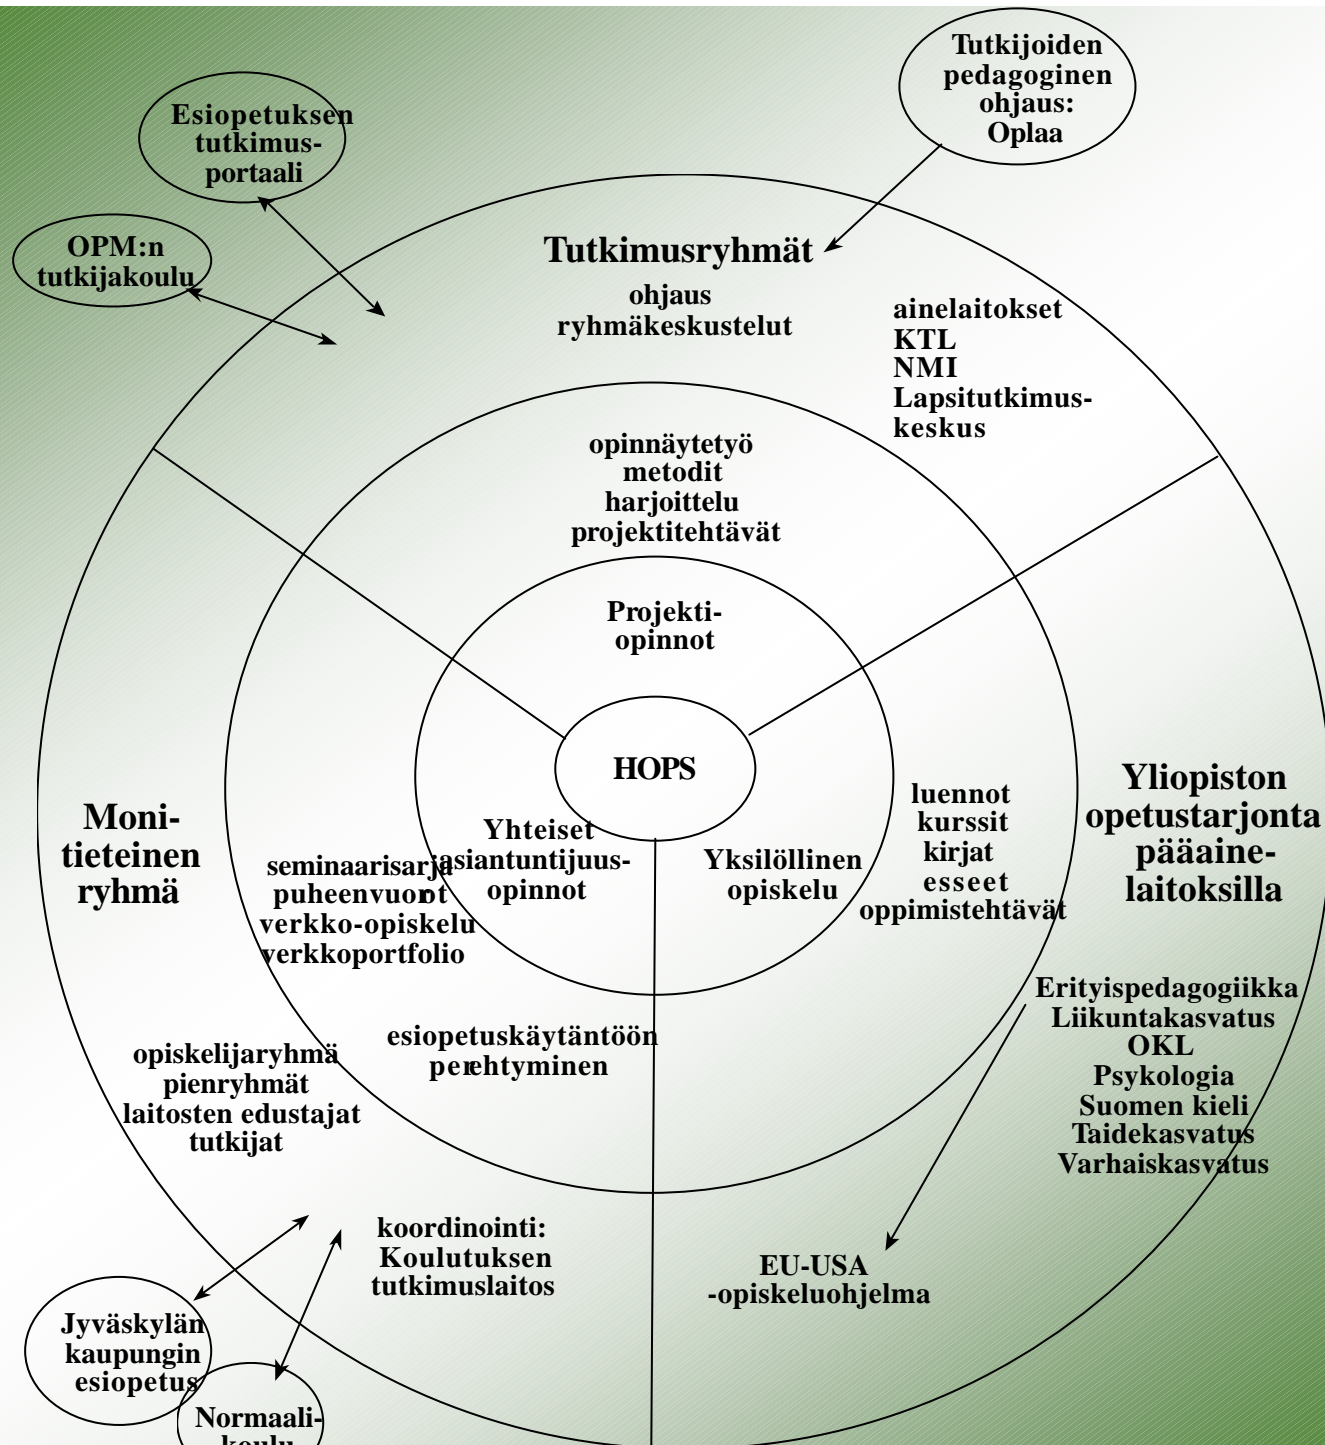 Tutkijoiden
pedagoginen
ohjaus:
Oplaa
Esiopetuksen
tutkimus-
portaali
OPM:n
tutkijakoulu
Tutkimusryhmät
ohjaus
ryhmäkeskustelut
ainelaitokset
KTL
NMI
Lapsitutkimus-
keskus
opinnäytetyö
metodit
harjoittelu
projektitehtävät
Projekti-
opinnot
HOPS
Moni-
tieteinen
ryhmä
seminaarisarja
puheenvuorot
verkko-opiskelu
verkkoportfolio
Yhteiset
asiantuntijuus-
opinnot
Yksilöllinen
opiskelu
luennot
kurssit
kirjat
esseet
oppimistehtävät
Yliopiston
opetustarjonta
pääaine-
laitoksilla
Erityispedagogiikka
Liikuntakasvatus
OKL
Psykologia
Suomen kieli
Taidekasvatus
Varhaiskasvatus
esiopetuskäytäntöön
perehtyminen
opiskelijaryhmä
pienryhmät
laitosten edustajat
tutkijat
koordinointi:
Koulutuksen
tutkimuslaitos
EU-USA
-opiskeluohjelma
Jyväskylän
kaupungin
esiopetus
Normaali-
koulu